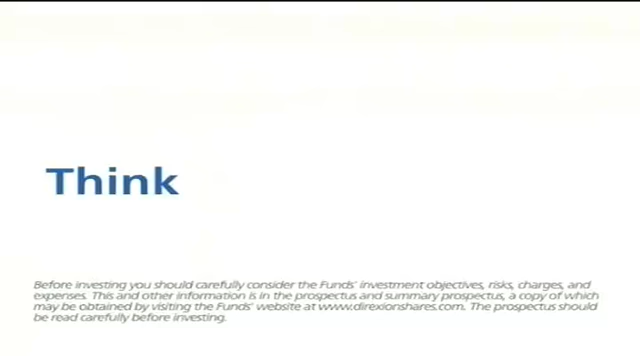 Think
Before investing you should carefully consider the Funds' investment objectives, risks, charges, and
expenses. This and other information is in the prospectus and summary prospectus, a copy of which
may be obtained by visiting the Funds' website at www.direxionshares.com. The prospectus should
be read carefully before investing.